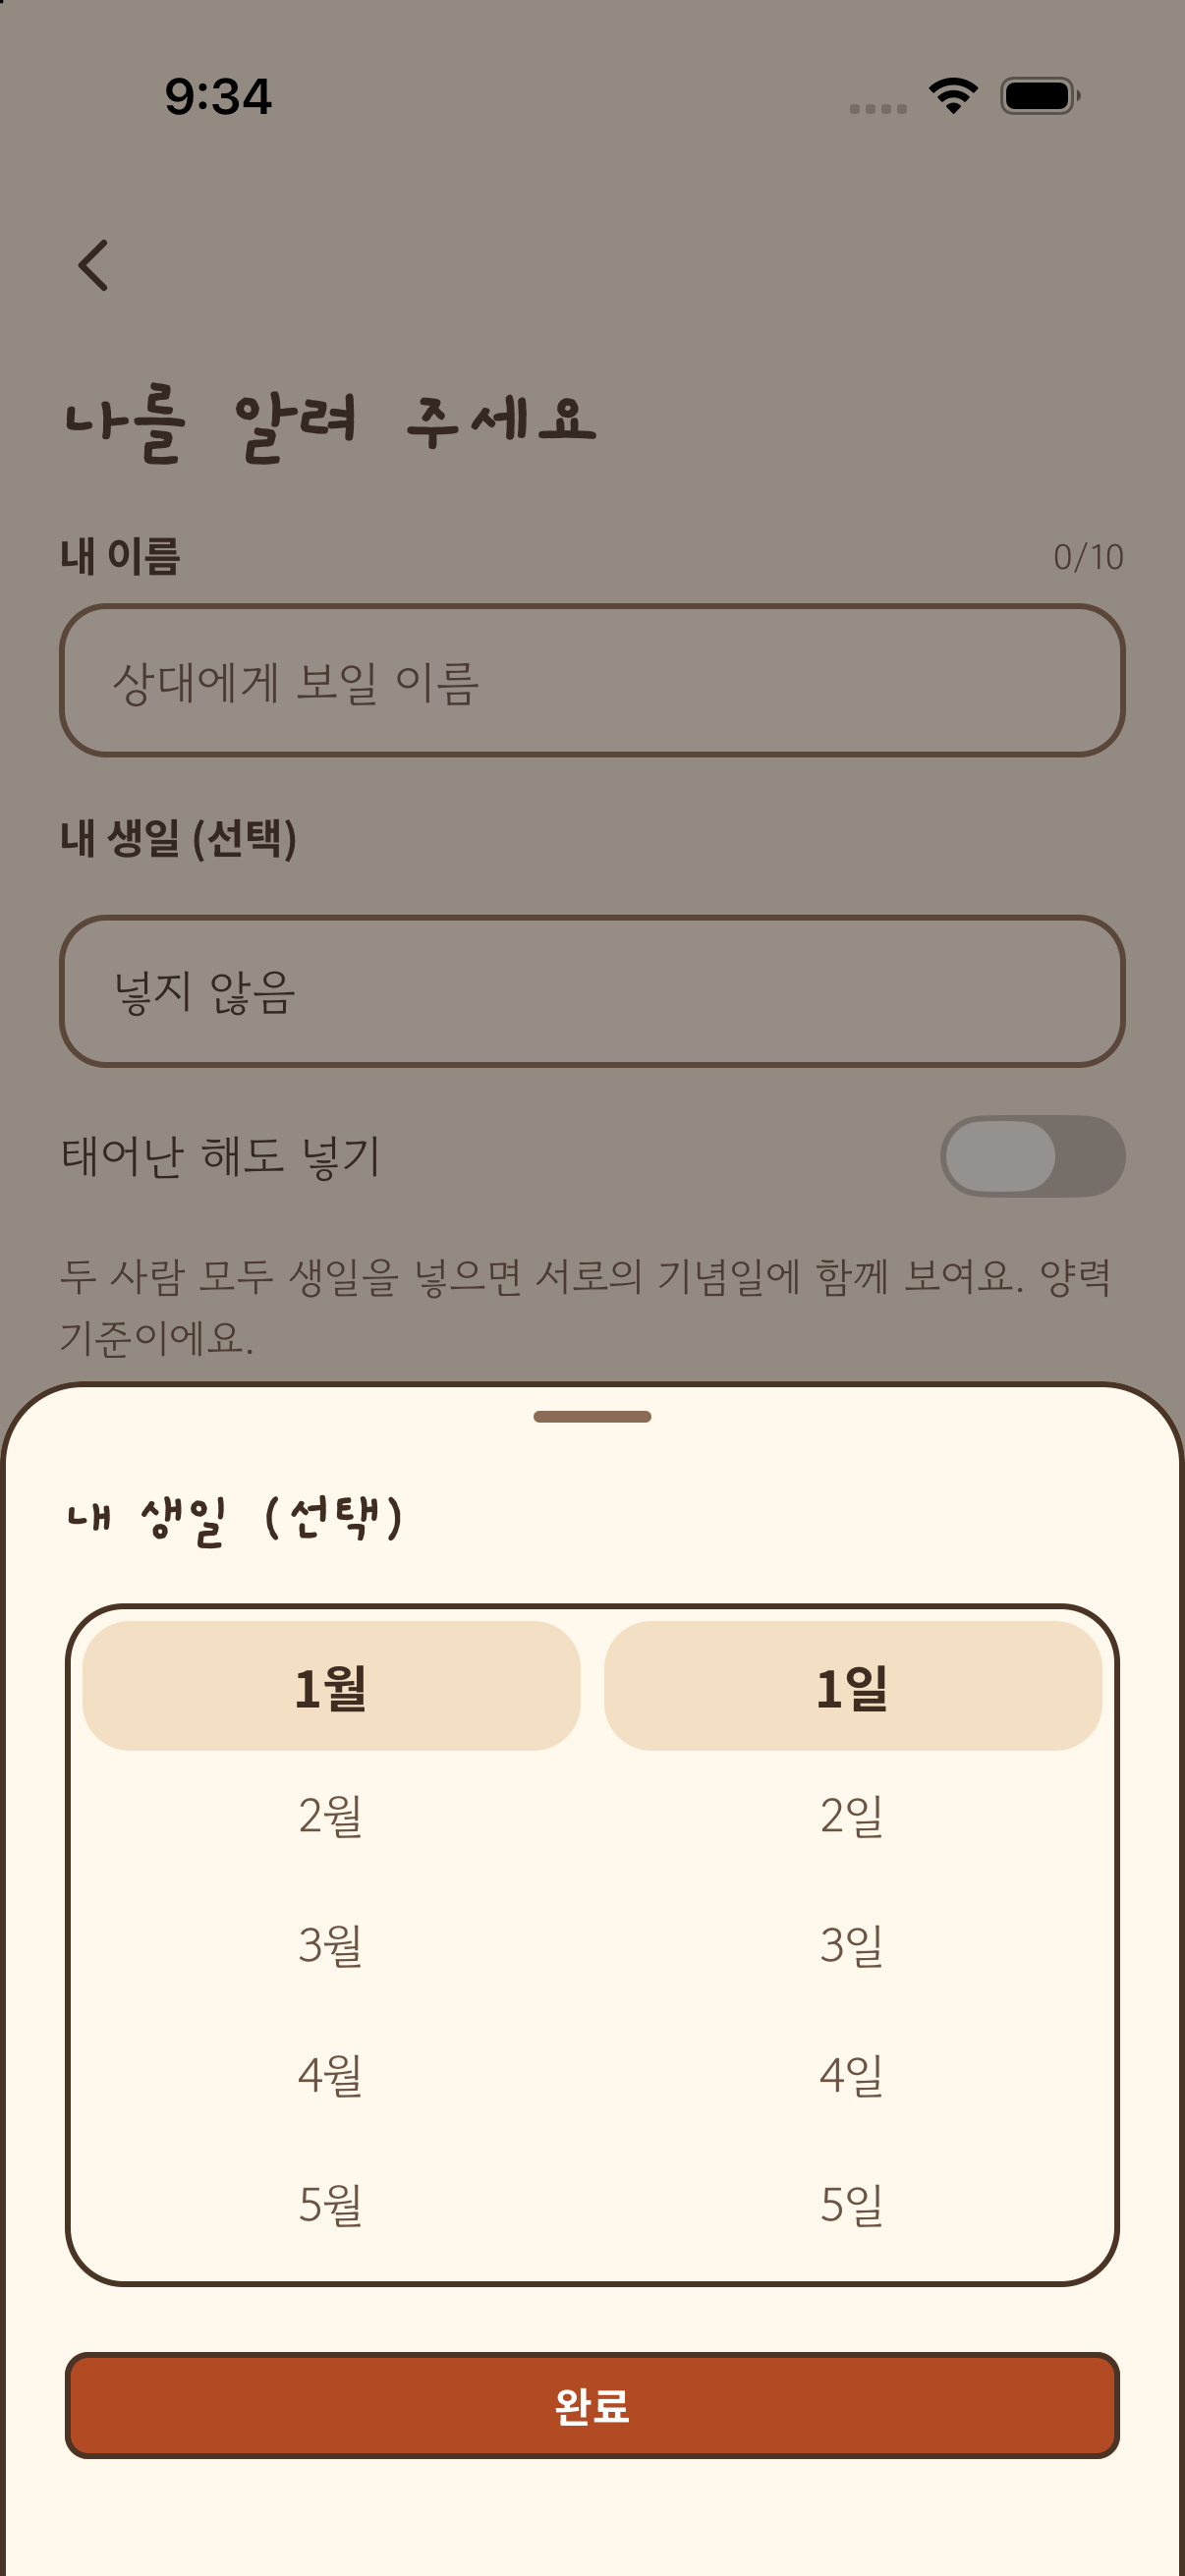 9:34
나를 알려 주세요
내 이름 0/10
상대에게 보일 이름
내 생일 (선택)
넣지 않음
태어난 해도 넣기
두 사람 모두 생일을 넣으면 서로의 기념일에 함께 보여요. 양력
기준이에요.
내 생일 (선택)
1월 1일
2월 2일
3월 3일
4월 4일
5월 5일
완료